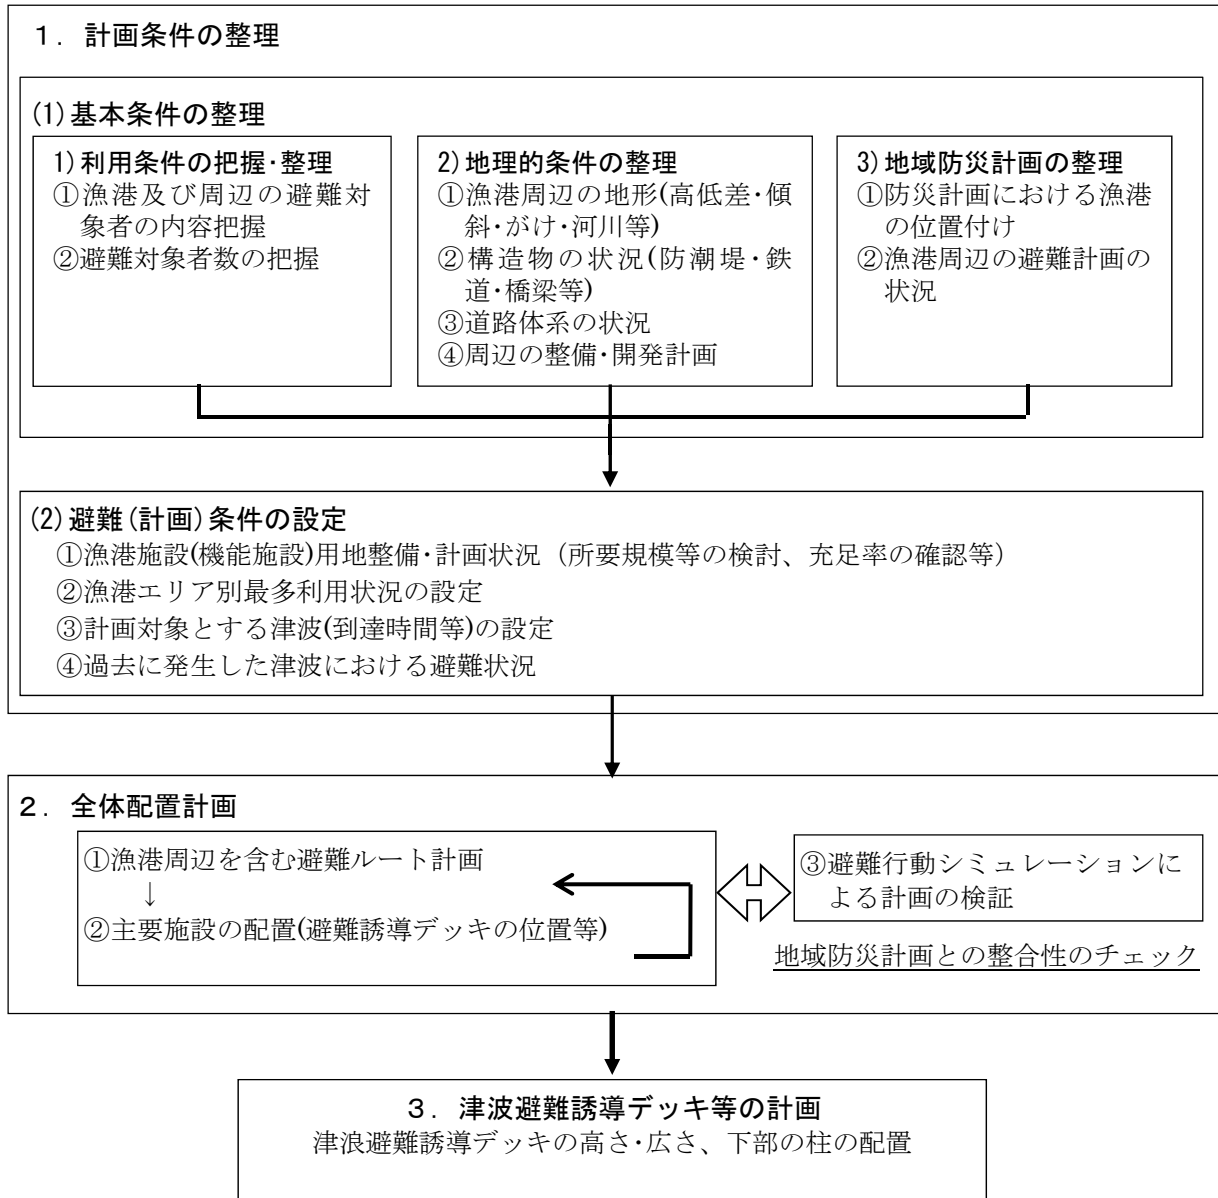 １．計画条件の整理
(1)基本条件の整理
1)利用条件の把握･整理
①漁港及び周辺の避難対
象者の内容把握
②避難対象者数の把握
2)地理的条件の整理
①漁港周辺の地形(高低差･傾
斜･がけ･河川等)
②構造物の状況(防潮堤･鉄
道･橋梁等)
③道路体系の状況
④周辺の整備･開発計画
3)地域防災計画の整理
①防災計画における漁港
の位置付け
②漁港周辺の避難計画の
状況
(2)避難(計画)条件の設定
①漁港施設(機能施設)用地整備･計画状況（所要規模等の検討、充足率の確認等）
②漁港エリア別最多利用状況の設定
③計画対象とする津波(到達時間等)の設定
④過去に発生した津波における避難状況
２．全体配置計画
①漁港周辺を含む避難ルート計画
↓
②主要施設の配置(避難誘導デッキの位置等)
③避難行動シミュレーションに
よる計画の検証
地域防災計画との整合性のチェック
３．津波避難誘導デッキ等の計画
津浪避難誘導デッキの高さ･広さ、下部の柱の配置